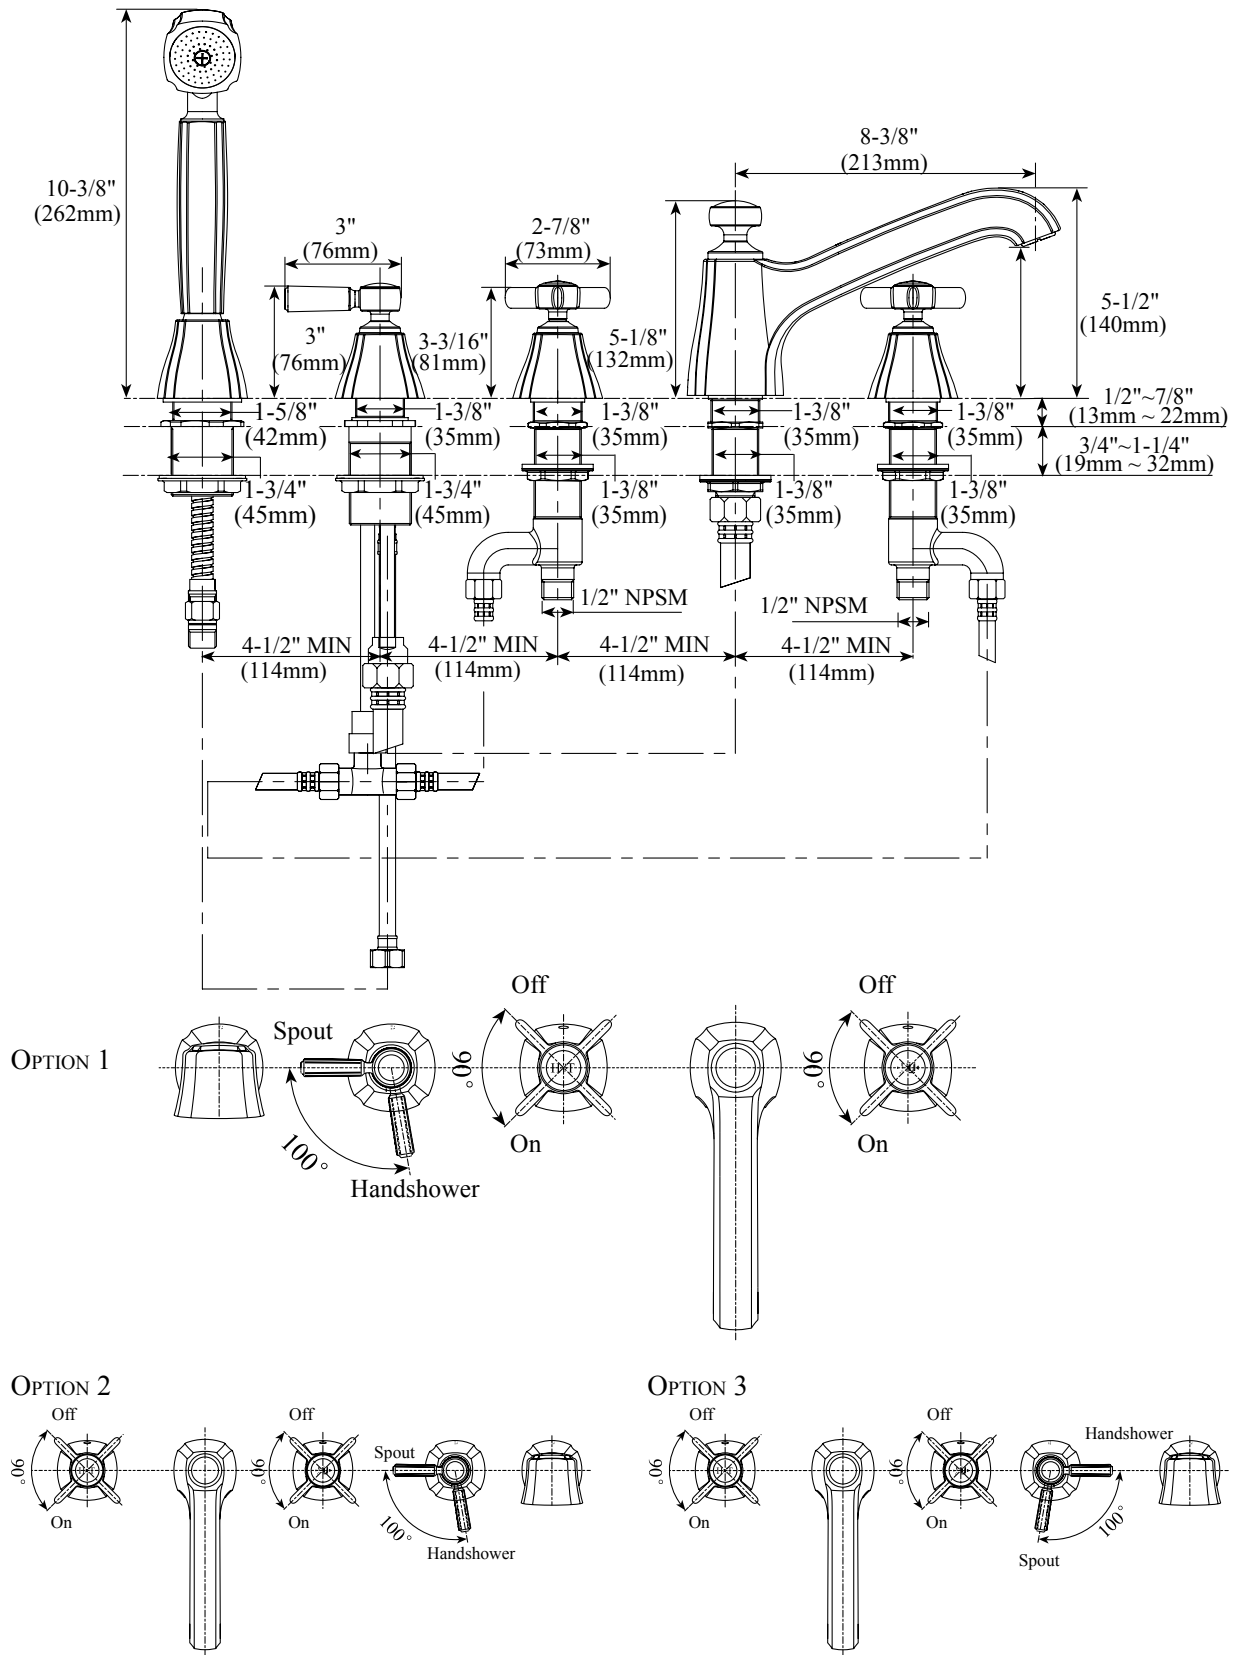 8-3/8"
(213mm)
10-3/8"
(262mm)
3"
(76mm)
2-7/8"
(73mm)
3"
(76mm)
3-3/16"
(81mm)
5-1/8"
(132mm)
5-1/2"
(140mm)
1-5/8"
(42mm)
1-3/8"
(35mm)
1-3/8"
(35mm)
1-3/8"
(35mm)
1-3/8"
(35mm)
1/2"~7/8"
(13mm ~ 22mm)
3/4"~1-1/4"
(19mm ~ 32mm)
1-3/4"
(45mm)
1-3/4"
(45mm)
1-3/8"
(35mm)
1-3/8"
(35mm)
1-3/8"
(35mm)
1/2" NPSM
1/2" NPSM
4-1/2" MIN
(114mm)
4-1/2" MIN
(114mm)
4-1/2" MIN
(114mm)
4-1/2" MIN
(114mm)
OPTION 1
Spout
100°
Handshower
Off
90°
On
Off
90°
On
OPTION 2
Off
90°
On
Off
90°
On
Spout
100°
Handshower
OPTION 3
Off
90°
On
Off
90°
On
Handshower
100°
Spout